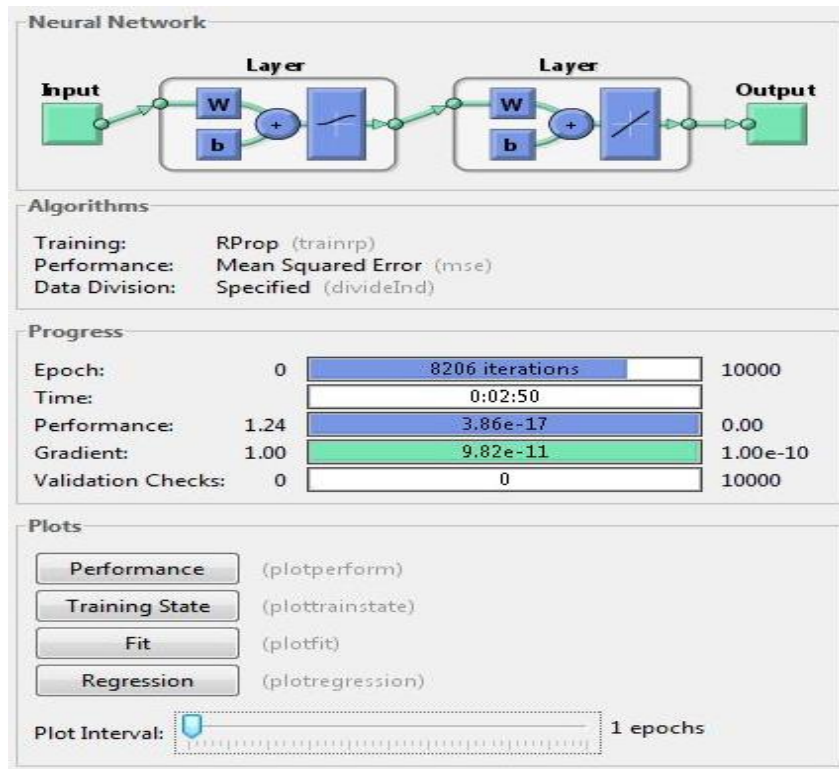 Neural Network
Layer Layer
Input Output
W W
b + b +
Algorithms
Training: RProp (trainrp)
Performance: Mean Squared Error (mse)
Data Division: Specified (divideInd)
Progress
Epoch: 0 8206 iterations 10000
Time: 0:02:50
Performance: 1.24 3.86e-17 0.00
Gradient: 1.00 9.82e-11 1.00e-10
Validation Checks: 0 0 10000
Plots
Performance (plotperform)
Training State (plottrainstate)
Fit (plotfit)
Regression (plotregression)
Plot Interval: 1 epochs